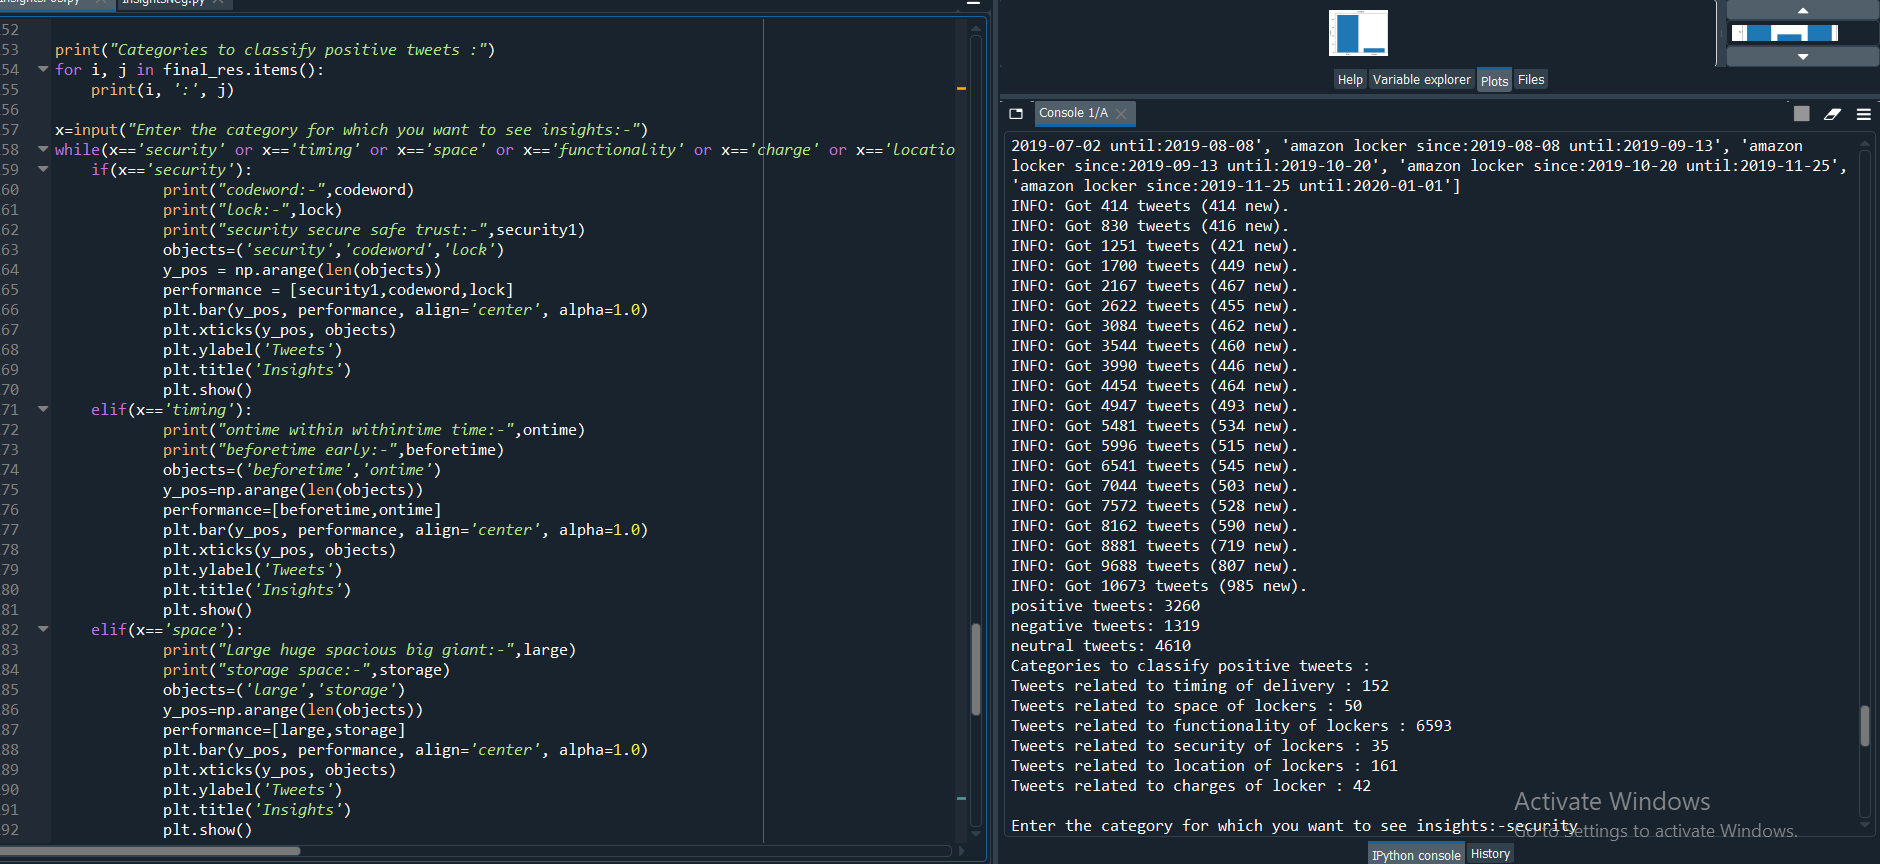 InsightsPos.py
InsightsNeg.py
52
53 print("Categories to classify positive tweets :")
54 for i, j in final_res.items():
55 print(i, ':', j)
56
57 x=input("Enter the category for which you want to see insights:-")
58 while(x=='security' or x=='timing' or x=='space' or x=='functionality' or x=='charge' or x=='locatio
59 if(x=='security'):
60 print("codeword:-",codeword)
61 print("lock:-",lock)
62 print("security secure safe trust:-",security1)
63 objects=('security','codeword','lock')
64 y_pos = np.arange(len(objects))
65 performance = [security1,codeword,lock]
66 plt.bar(y_pos, performance, align='center', alpha=1.0)
67 plt.xticks(y_pos, objects)
68 plt.ylabel('Tweets')
69 plt.title('Insights')
70 plt.show()
71 elif(x=='timing'):
72 print("ontime within withintime time:-",ontime)
73 print("beforetime early:-",beforetime)
74 objects=('beforetime','ontime')
75 y_pos=np.arange(len(objects))
76 performance=[beforetime,ontime]
77 plt.bar(y_pos, performance, align='center', alpha=1.0)
78 plt.xticks(y_pos, objects)
79 plt.ylabel('Tweets')
80 plt.title('Insights')
81 plt.show()
82 elif(x=='space'):
83 print("Large huge spacious big giant:-",large)
84 print("storage space:-",storage)
85 objects=('large','storage')
86 y_pos=np.arange(len(objects))
87 performance=[large,storage]
88 plt.bar(y_pos, performance, align='center', alpha=1.0)
89 plt.xticks(y_pos, objects)
90 plt.ylabel('Tweets')
91 plt.title('Insights')
92 plt.show()
Help Variable explorer Plots Files
Console 1/A
2019-07-02 until:2019-08-08', 'amazon locker since:2019-08-08 until:2019-09-13', 'amazon
locker since:2019-09-13 until:2019-10-20', 'amazon locker since:2019-10-20 until:2019-11-25',
'amazon locker since:2019-11-25 until:2020-01-01']
INFO: Got 414 tweets (414 new).
INFO: Got 830 tweets (416 new).
INFO: Got 1251 tweets (421 new).
INFO: Got 1700 tweets (449 new).
INFO: Got 2167 tweets (467 new).
INFO: Got 2622 tweets (455 new).
INFO: Got 3084 tweets (462 new).
INFO: Got 3544 tweets (460 new).
INFO: Got 3990 tweets (446 new).
INFO: Got 4454 tweets (464 new).
INFO: Got 4947 tweets (493 new).
INFO: Got 5481 tweets (534 new).
INFO: Got 5996 tweets (515 new).
INFO: Got 6541 tweets (545 new).
INFO: Got 7044 tweets (503 new).
INFO: Got 7572 tweets (528 new).
INFO: Got 8162 tweets (590 new).
INFO: Got 8881 tweets (719 new).
INFO: Got 9688 tweets (807 new).
INFO: Got 10673 tweets (985 new).
positive tweets: 3260
negative tweets: 1319
neutral tweets: 4610
Categories to classify positive tweets :
Tweets related to timing of delivery : 152
Tweets related to space of lockers : 50
Tweets related to functionality of lockers : 6593
Tweets related to security of lockers : 35
Tweets related to location of lockers : 161
Tweets related to charges of locker : 42
Enter the category for which you want to see insights:-security
Activate Windows
Go to Settings to activate Windows.
IPython console History